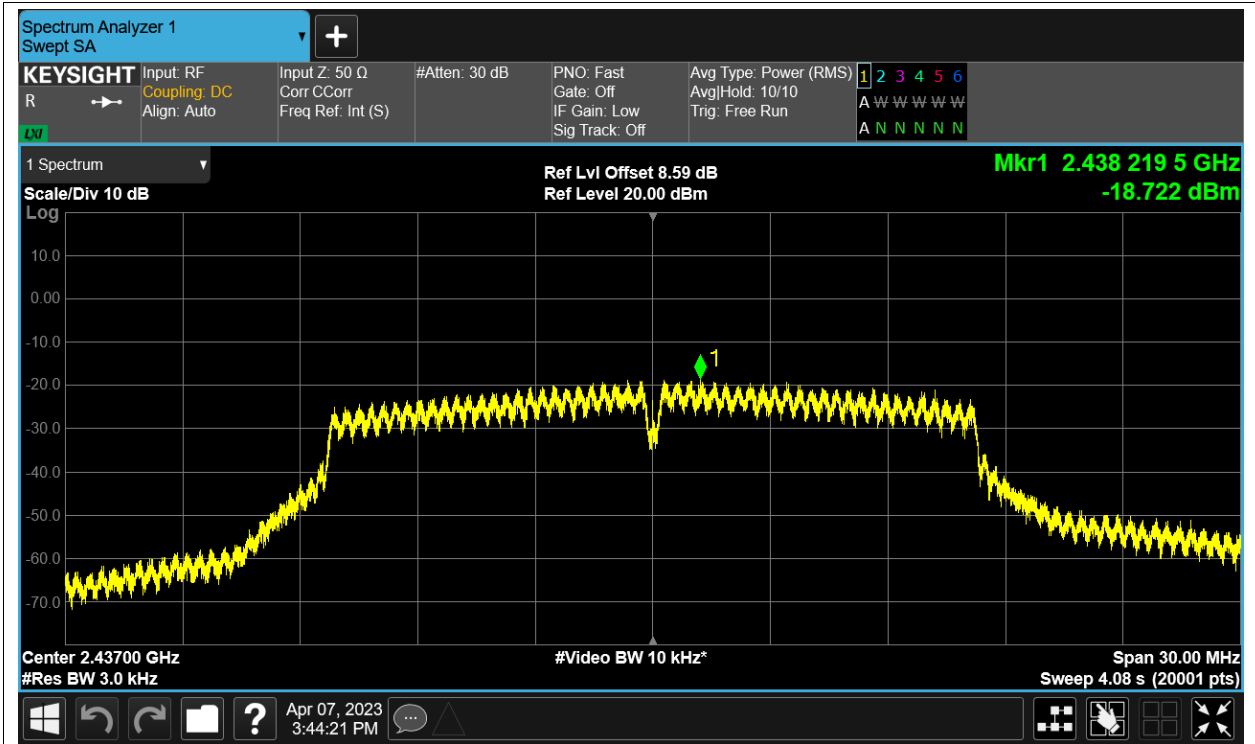 Spectrum Analyzer 1
Swept SA
KEYSIGHT
R
LXI
Input: RF
Coupling: DC
Align: Auto
Input Z: 50 Ω
Corr CCorr
Freq Ref: Int (S)
#Atten: 30 dB
PNO: Fast
Gate: Off
IF Gain: Low
Sig Track: Off
Avg Type: Power (RMS)
Avg|Hold: 10/10
Trig: Free Run
1 2 3 4 5 6
A W W W W W
A N N N N N
1 Spectrum
Scale/Div 10 dB
Log
Ref Lvl Offset 8.59 dB
Ref Level 20.00 dBm
Mkr1 2.438 219 5 GHz
-18.722 dBm
10.0
0.00
-10.0
1
-20.0
-30.0
-40.0
-50.0
-60.0
-70.0
Center 2.43700 GHz
#Video BW 10 kHz*
Span 30.00 MHz
#Res BW 3.0 kHz
Sweep 4.08 s (20001 pts)
?
Apr 07, 2023
3:44:21 PM